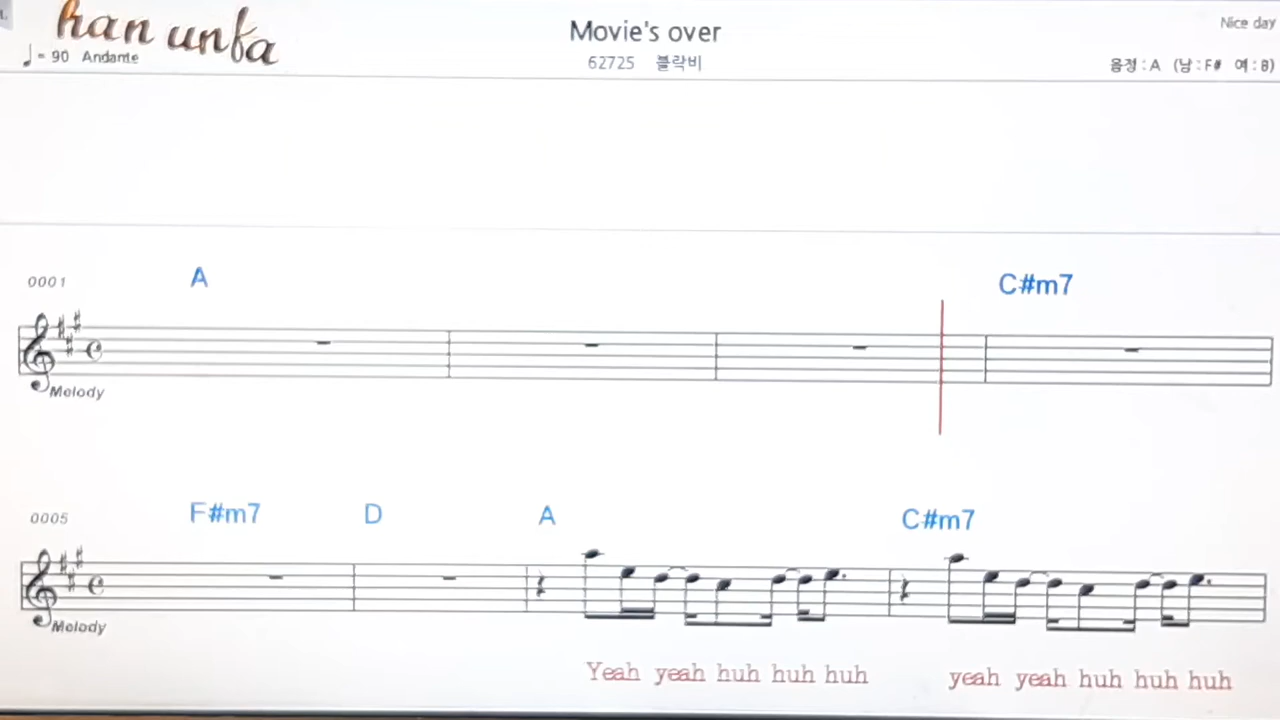 han unfa
Movie's over
Nice day
♩= 90 Andante
62725 블락비
음정 : A (남 : F# 여 : B)
0001
A
C#m7
Melody
0005
F#m7 D A C#m7
Melody
Yeah yeah huh huh huh yeah yeah huh huh huh